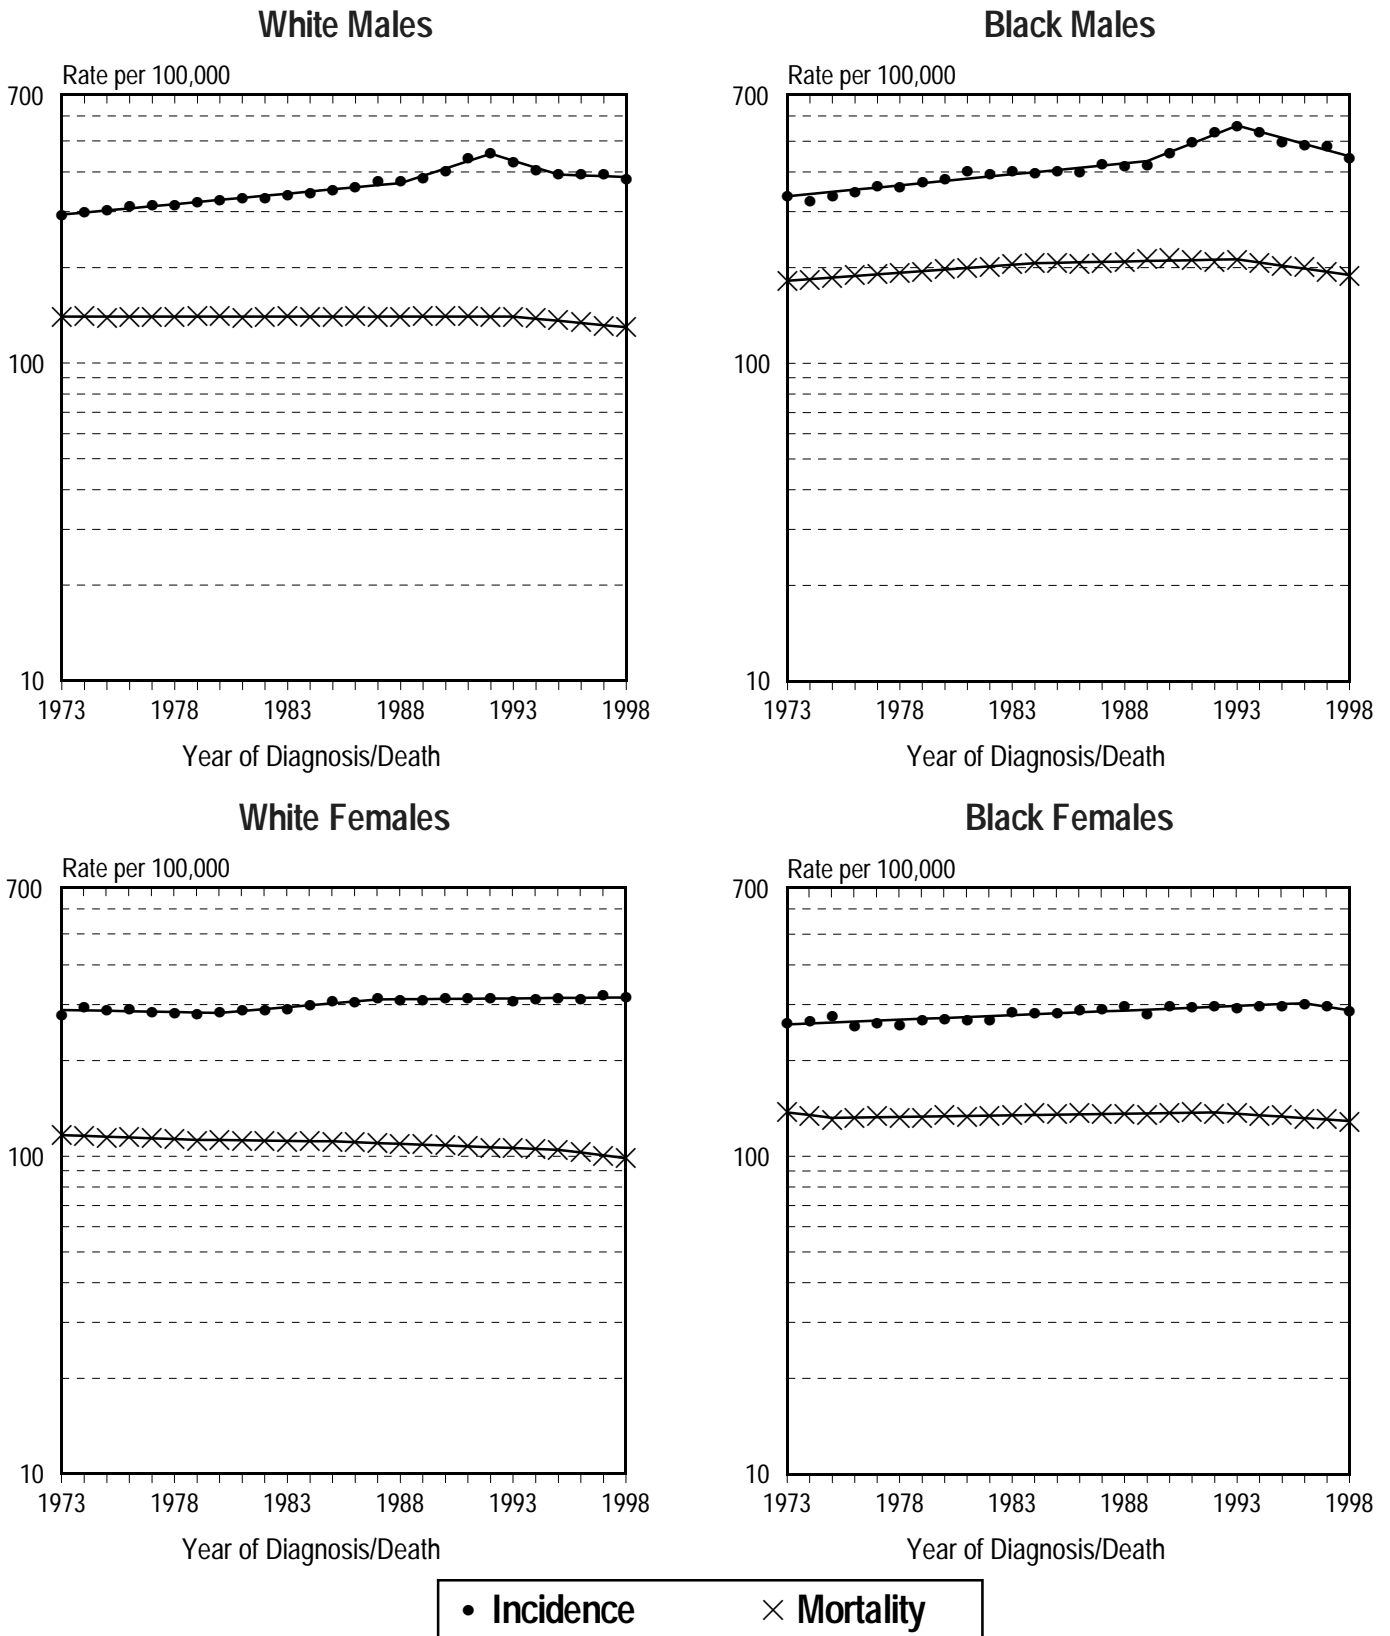 White Males
Rate per 100,000
700
100
10
1973 1978 1983 1988 1993 1998
Year of Diagnosis/Death
Black Males
Rate per 100,000
700
100
10
1973 1978 1983 1988 1993 1998
Year of Diagnosis/Death
White Females
Rate per 100,000
700
100
10
1973 1978 1983 1988 1993 1998
Year of Diagnosis/Death
Black Females
Rate per 100,000
700
100
10
1973 1978 1983 1988 1993 1998
Year of Diagnosis/Death
Incidence Mortality